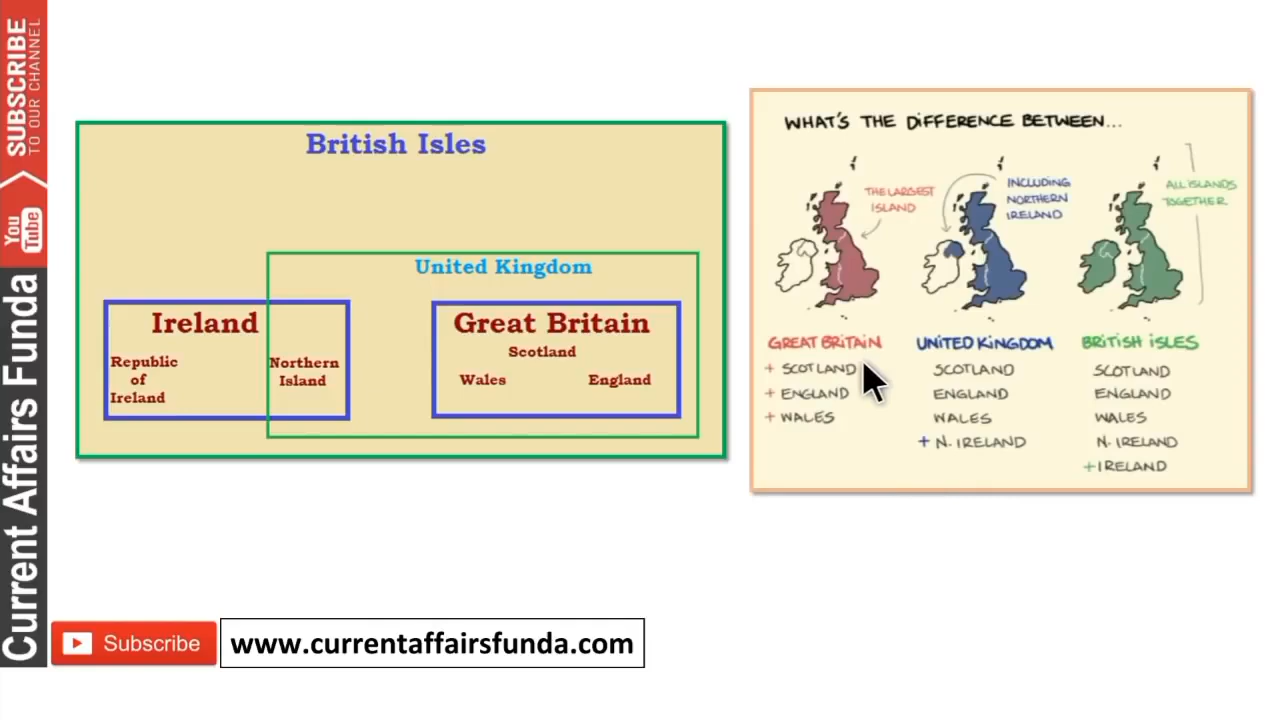 SUBSCRIBE
TO OUR CHANNEL
You
Tube
Current Affairs Funda
British Isles
United Kingdom
Ireland
Republic
of
Ireland
Northern
Island
Great Britain
Scotland
Wales
England
WHAT'S THE DIFFERENCE BETWEEN...
THE LARGEST
ISLAND
INCLUDING
NORTHERN
IRELAND
ALL ISLANDS
TOGETHER
GREAT BRITAIN
+ SCOTLAND
+ ENGLAND
+ WALES
UNITED KINGDOM
SCOTLAND
ENGLAND
WALES
+ N. IRELAND
BRITISH ISLES
SCOTLAND
ENGLAND
WALES
N. IRELAND
+IRELAND
Subscribe
www.currentaffairsfunda.com